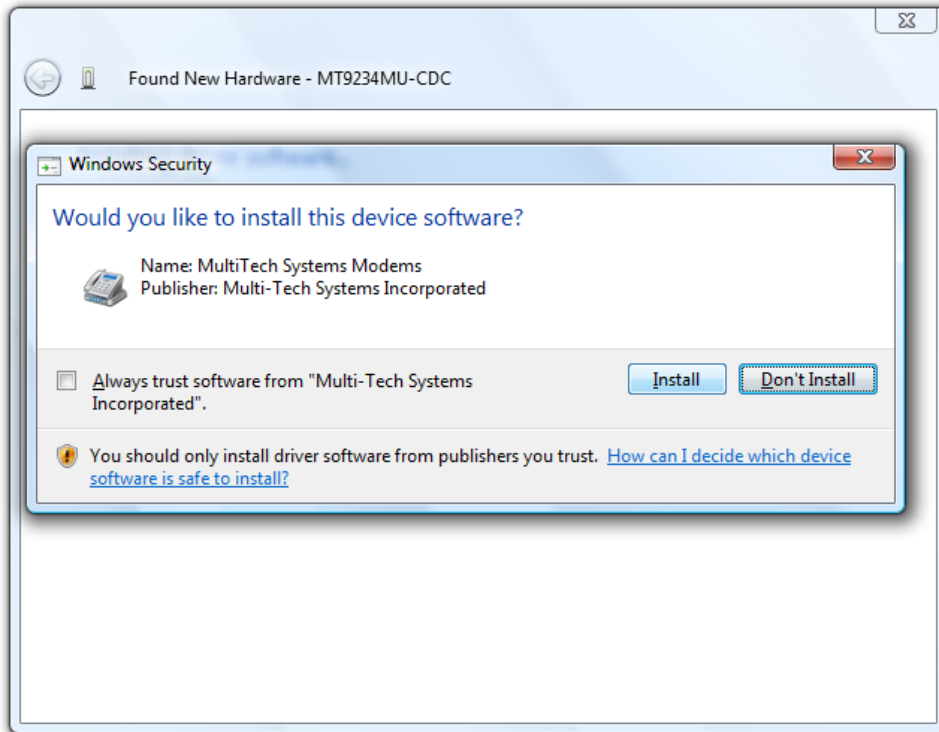 Found New Hardware - MT9234MU-CDC
Windows Security
Would you like to install this device software?
Name: MultiTech Systems Modems
Publisher: Multi-Tech Systems Incorporated
Always trust software from "Multi-Tech Systems
Incorporated".
Install
Don't Install
You should only install driver software from publishers you trust. How can I decide which device
software is safe to install?